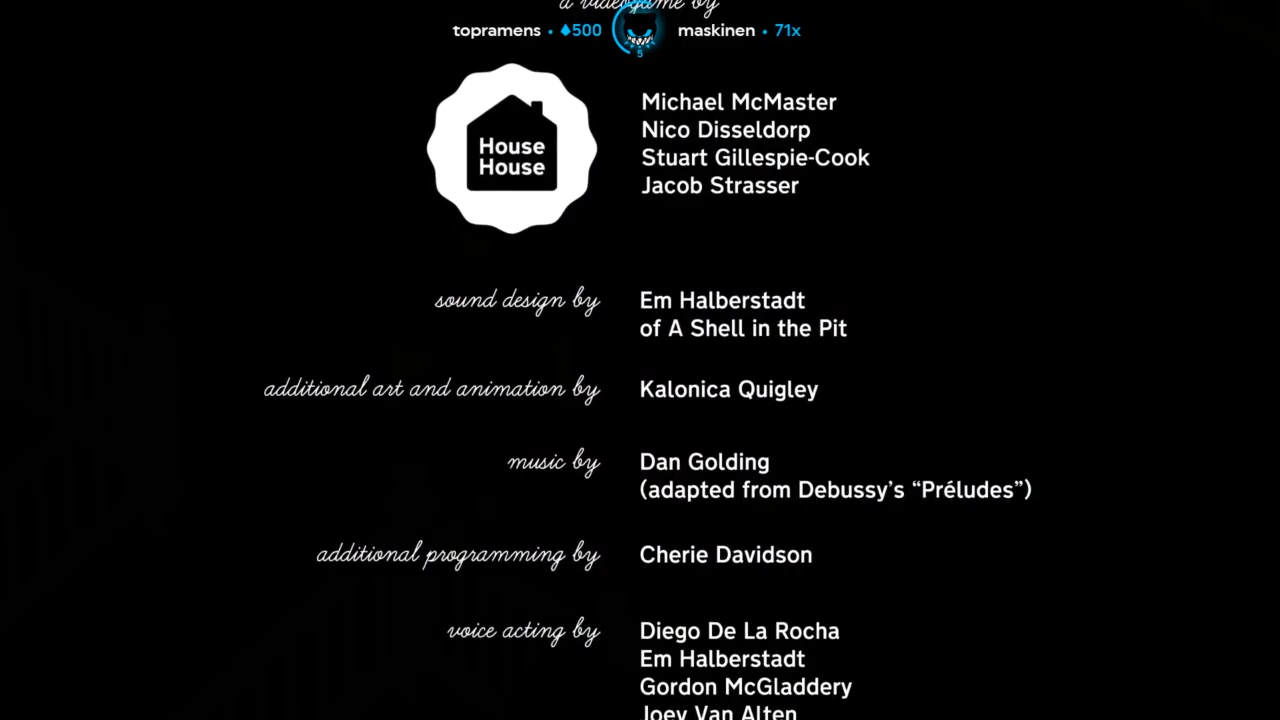 a videogame by
topramens • 500
5
maskinen • 71x
House
House
Michael McMaster
Nico Disseldorp
Stuart Gillespie-Cook
Jacob Strasser
sound design by
Em Halberstadt
of A Shell in the Pit
additional art and animation by
Kalonica Quigley
music by
Dan Golding
(adapted from Debussy’s “Préludes”)
additional programming by
Cherie Davidson
voice acting by
Diego De La Rocha
Em Halberstadt
Gordon McGladdery
Joey Van Alten